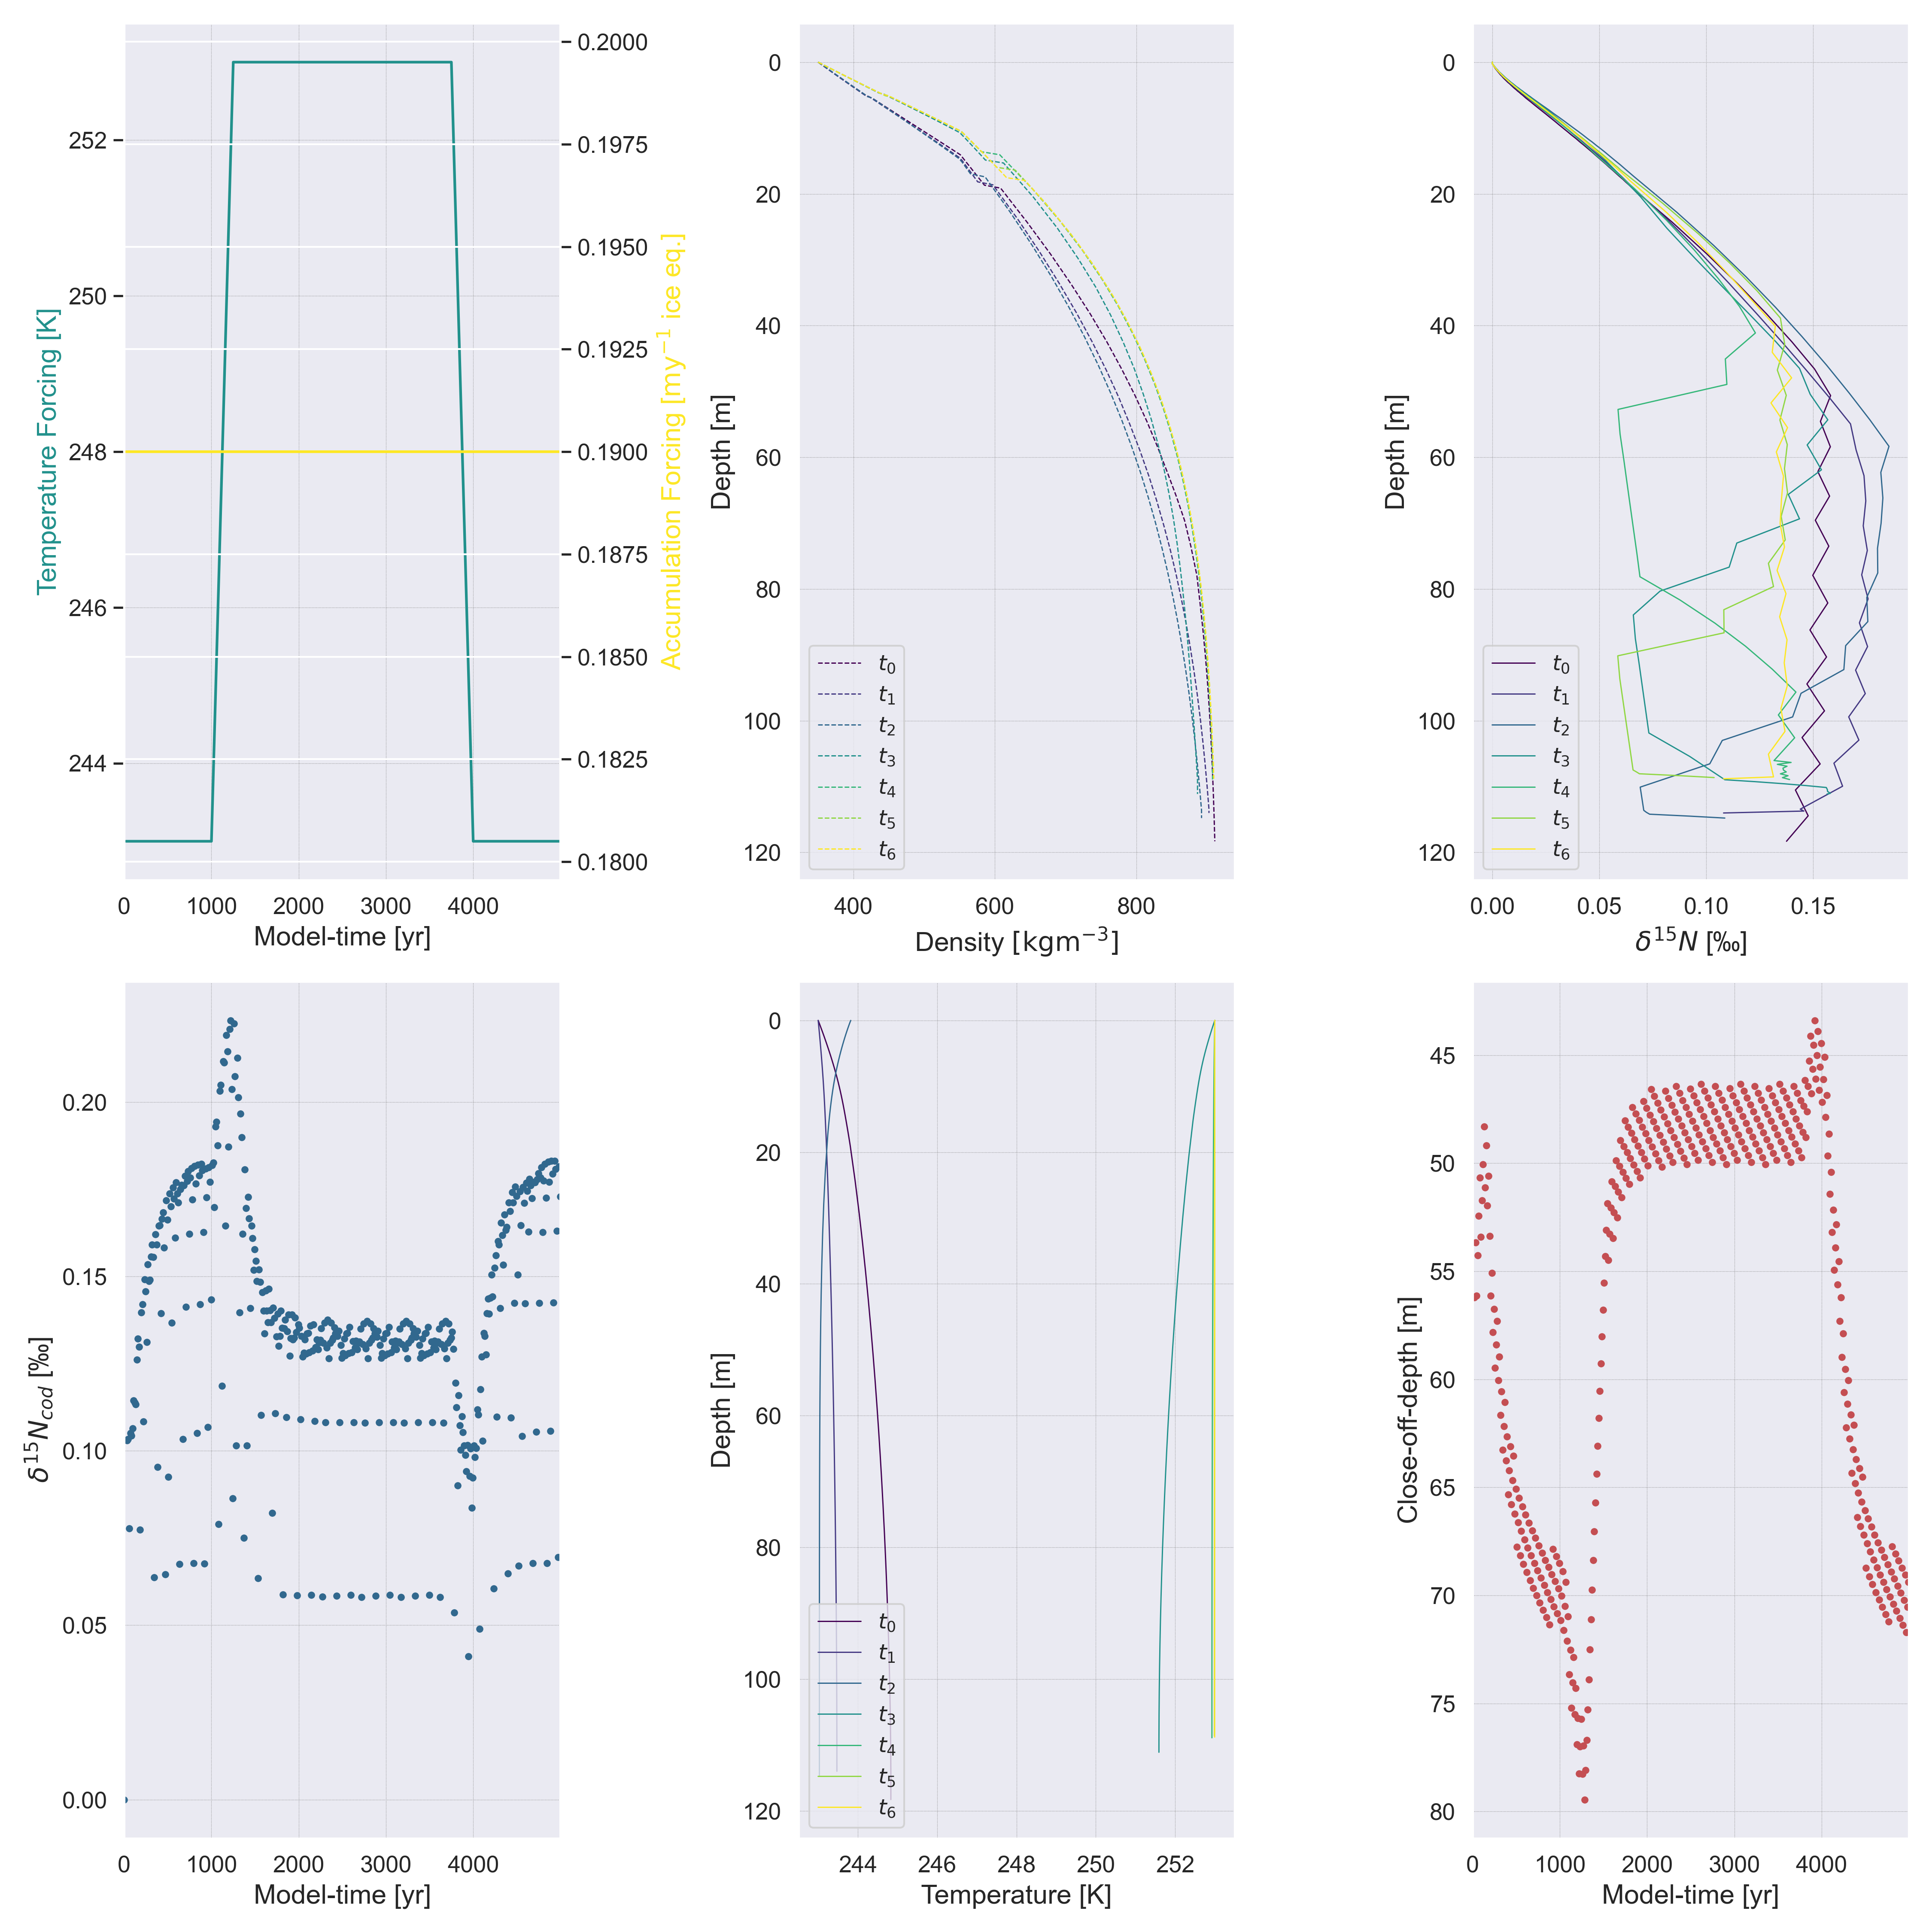 Temperature Forcing [K]
252
250
248
246
244
0.2000
0.1975
0.1950
0.1925
0.1900
0.1875
0.1850
0.1825
0.1800
Accumulation Forcing [my⁻¹ ice eq.]
0 1000 2000 3000 4000
Model-time [yr]
Depth [m]
0
20
40
60
80
100
120
t₀
t₁
t₂
t₃
t₄
t₅
t₆
400 600 800
Density [kgm⁻³]
Depth [m]
0
20
40
60
80
100
120
t₀
t₁
t₂
t₃
t₄
t₅
t₆
0.00 0.05 0.10 0.15
δ¹⁵N [‰]
δ¹⁵N_cod [‰]
0.20
0.15
0.10
0.05
0.00
0 1000 2000 3000 4000
Model-time [yr]
Depth [m]
0
20
40
60
80
100
120
t₀
t₁
t₂
t₃
t₄
t₅
t₆
244 246 248 250 252
Temperature [K]
Close-off-depth [m]
45
50
55
60
65
70
75
80
0 1000 2000 3000 4000
Model-time [yr]